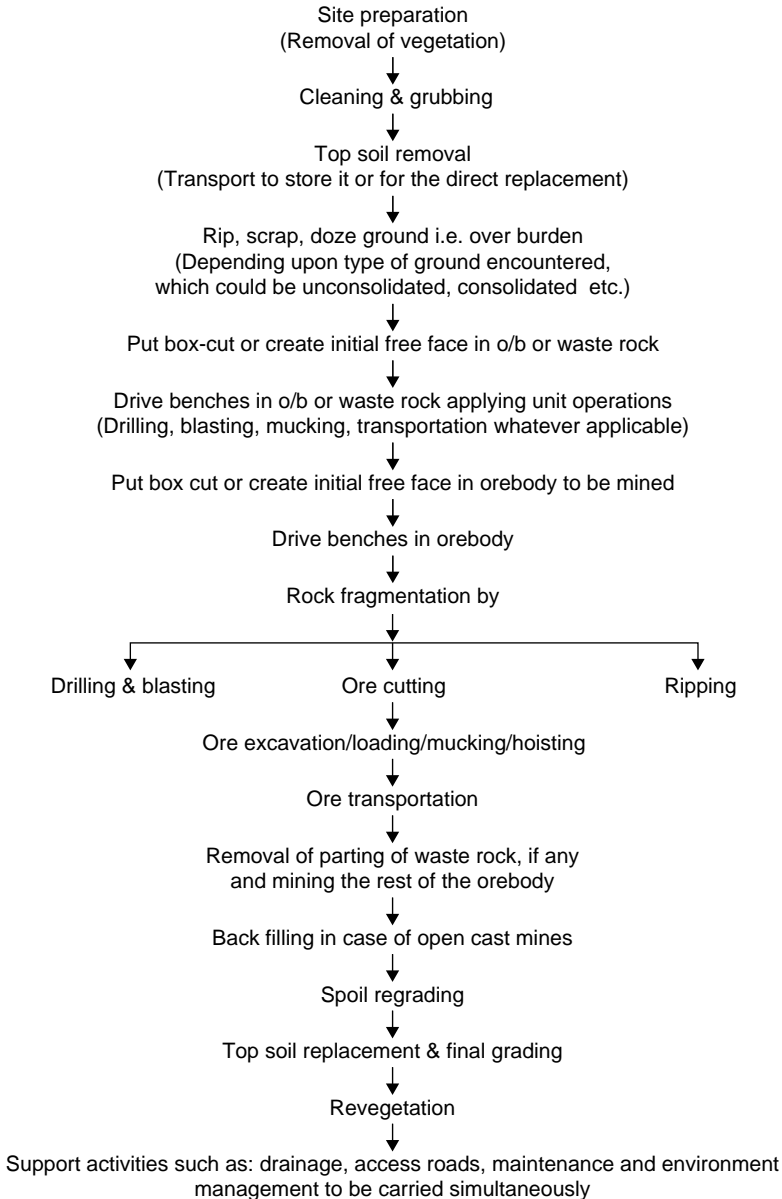 Site preparation
(Removal of vegetation)
Cleaning & grubbing
Top soil removal
(Transport to store it or for the direct replacement)
Rip, scrap, doze ground i.e. over burden
(Depending upon type of ground encountered,
which could be unconsolidated, consolidated etc.)
Put box-cut or create initial free face in o/b or waste rock
Drive benches in o/b or waste rock applying unit operations
(Drilling, blasting, mucking, transportation whatever applicable)
Put box cut or create initial free face in orebody to be mined
Drive benches in orebody
Rock fragmentation by
Drilling & blasting Ore cutting Ripping
Ore excavation/loading/mucking/hoisting
Ore transportation
Removal of parting of waste rock, if any
and mining the rest of the orebody
Back filling in case of open cast mines
Spoil regrading
Top soil replacement & final grading
Revegetation
Support activities such as: drainage, access roads, maintenance and environment
management to be carried simultaneously